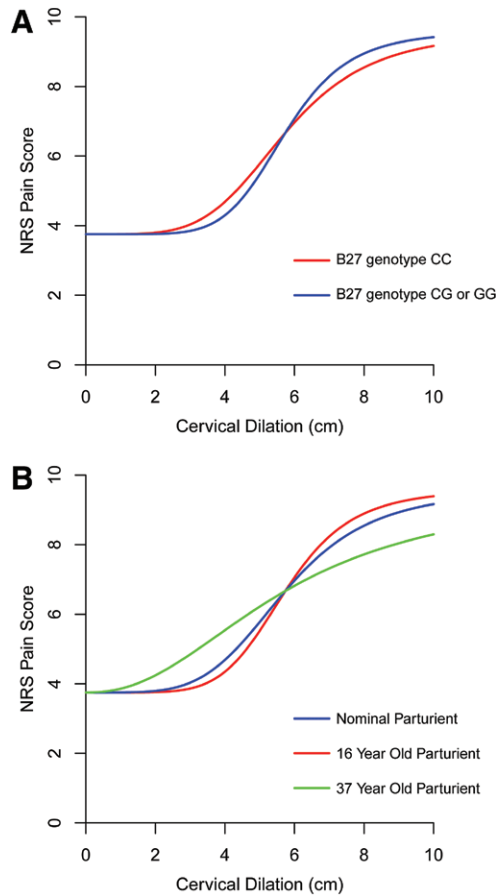 A
10
8
6
4
2
0
NRS Pain Score
B27 genotype CC
B27 genotype CG or GG
0 2 4 6 8 10
Cervical Dilation (cm)
B
10
8
6
4
2
0
NRS Pain Score
Nominal Parturient
16 Year Old Parturient
37 Year Old Parturient
0 2 4 6 8 10
Cervical Dilation (cm)